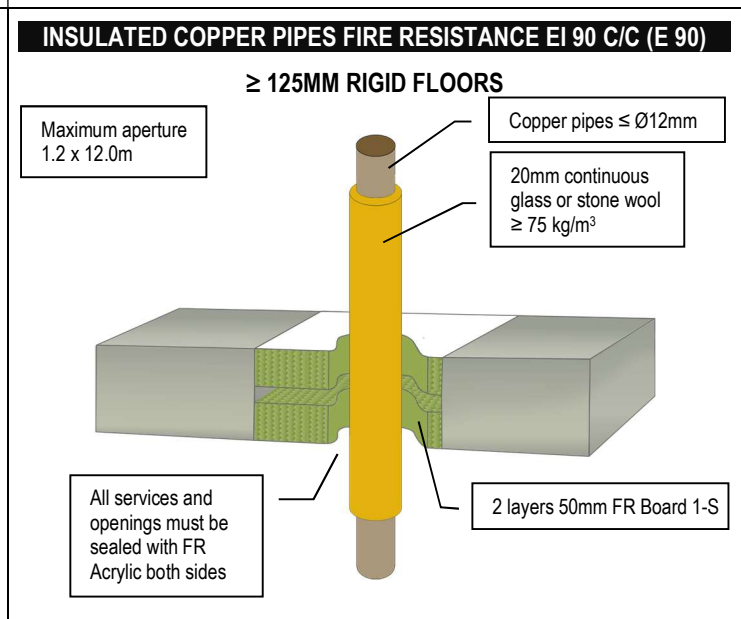 INSULATED COPPER PIPES FIRE RESISTANCE EI 90 C/C (E 90)
≥ 125MM RIGID FLOORS
Maximum aperture
1.2 x 12.0m
Copper pipes ≤ Ø12mm
20mm continuous
glass or stone wool
≥ 75 kg/m³
All services and
openings must be
sealed with FR
Acrylic both sides
2 layers 50mm FR Board 1-S